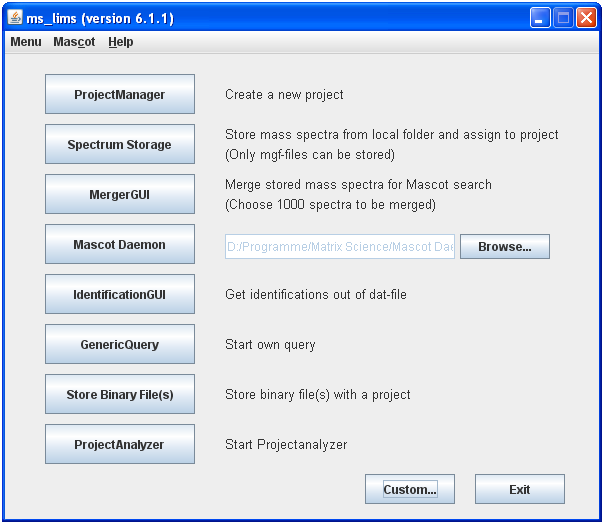 ms_lims (version 6.1.1)
Menu Mascot Help
ProjectManager Create a new project
Spectrum Storage Store mass spectra from local folder and assign to project
(Only mgf-files can be stored)
MergerGUI Merge stored mass spectra for Mascot search
(Choose 1000 spectra to be merged)
Mascot Daemon D:/Programme/Matrix Science/Mascot Dae Browse...
IdentificationGUI Get identifications out of dat-file
GenericQuery Start own query
Store Binary File(s) Store binary file(s) with a project
ProjectAnalyzer Start Projectanalyzer
Custom... Exit